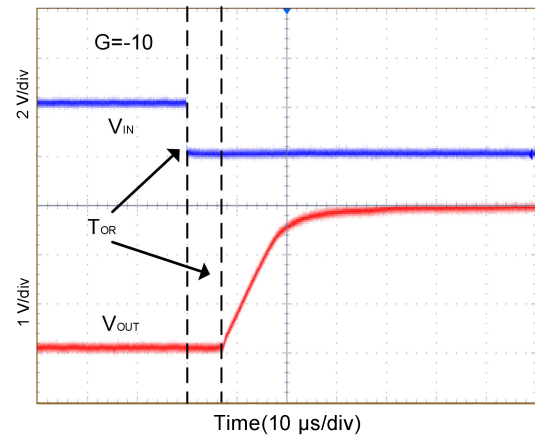 G=-10
2 V/div
VIN
TOR
1 V/div
VOUT
Time(10 µs/div)